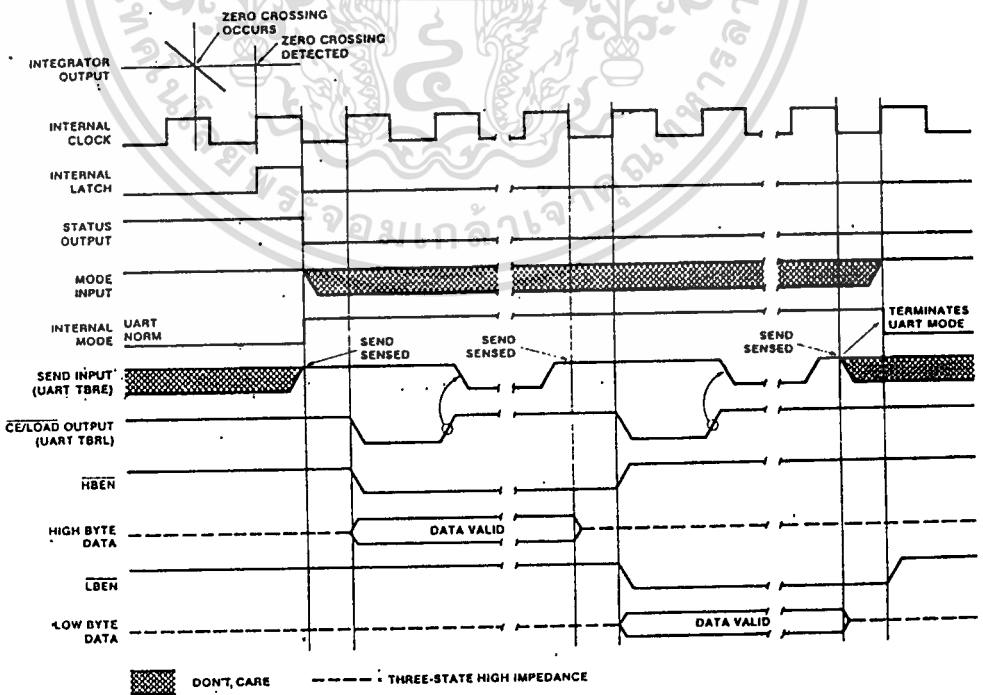 ZERO CROSSING
OCCURS
ZERO CROSSING
DETECTED
INTEGRATOR
OUTPUT
INTERNAL
CLOCK
INTERNAL
LATCH
STATUS
OUTPUT
MODE
INPUT
INTERNAL
MODE
UART
NORM
TERMINATES
UART MODE
SEND
SENSED
SEND
SENSED
SEND
SENSED
SEND INPUT
(UART TBRE)
CE/LOAD OUTPUT
(UART TBRL)
HBEN
HIGH BYTE
DATA
DATA VALID
LBEN
LOW BYTE
DATA
DATA VALID
DON'T, CARE
THREE-STATE HIGH IMPEDANCE